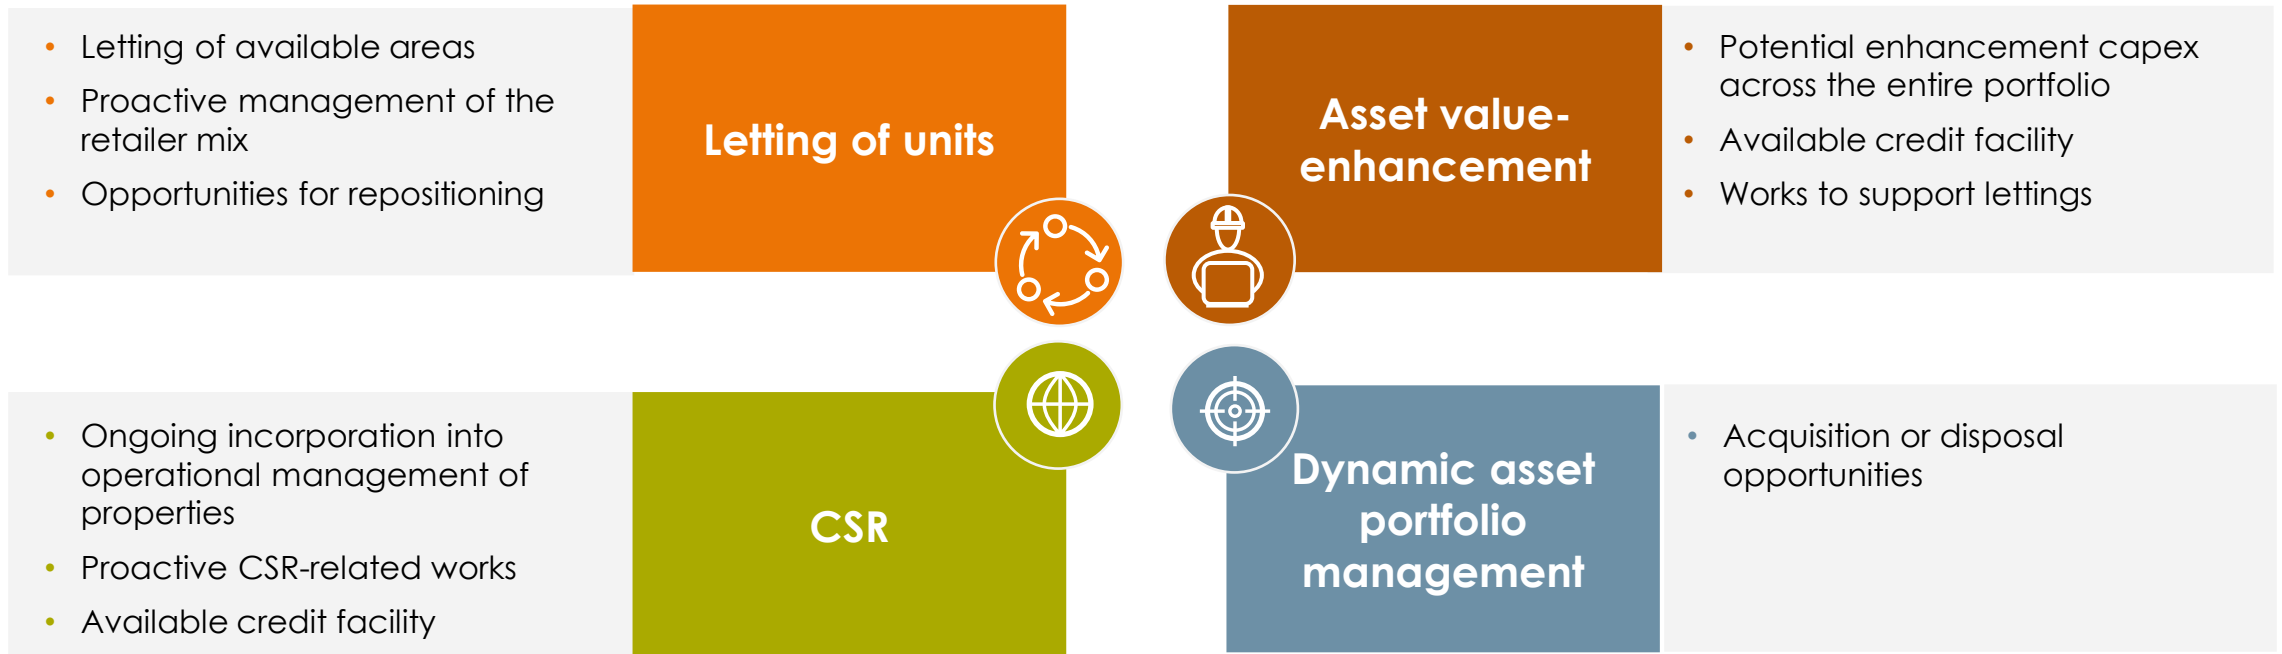 • Letting of available areas
• Proactive management of the
retailer mix
• Opportunities for repositioning
Letting of units
Asset value-
enhancement
• Potential enhancement capex
across the entire portfolio
• Available credit facility
• Works to support lettings
• Ongoing incorporation into
operational management of
properties
• Proactive CSR-related works
• Available credit facility
CSR
Dynamic asset
portfolio
management
• Acquisition or disposal
opportunities